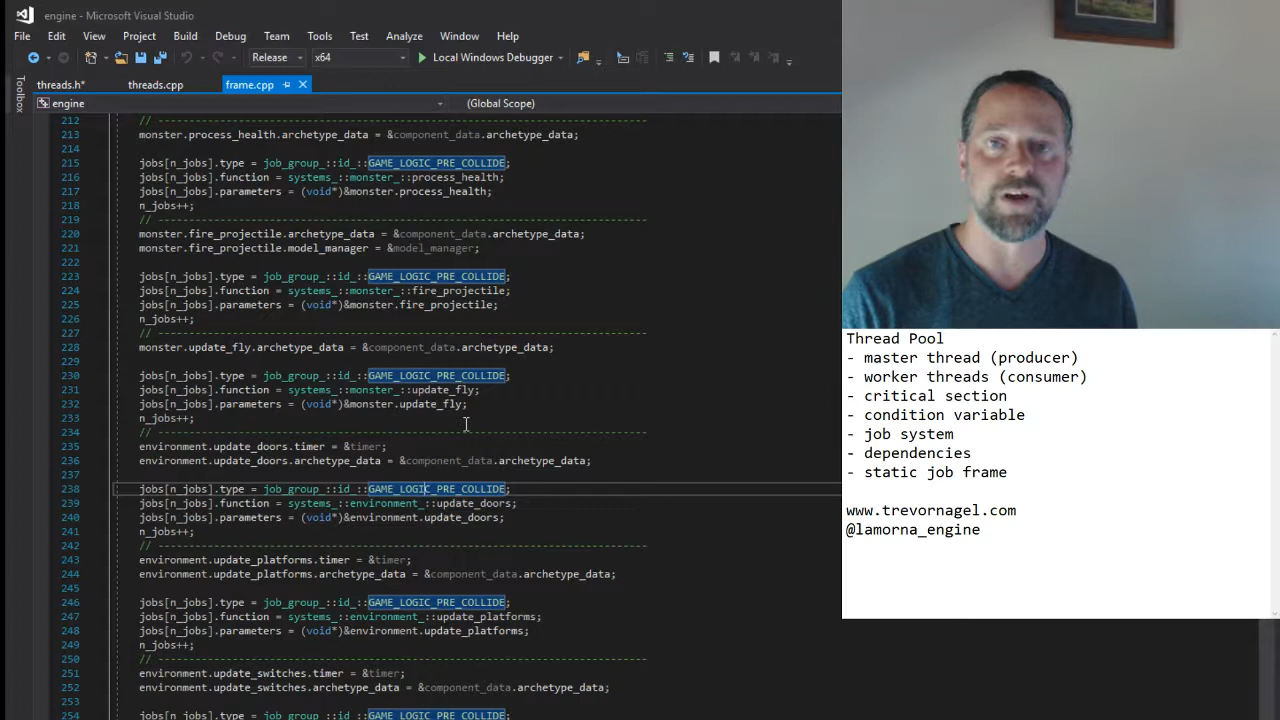 engine - Microsoft Visual Studio
File Edit View Project Build Debug Team Tools Test Analyze Window Help
Release x64 Local Windows Debugger
threads.h* threads.cpp frame.cpp
Toolbox
engine (Global Scope)
212 // ----------------------------------------------------------------------------------
213 monster.process_health.archetype_data = &component_data.archetype_data;
214
215 jobs[n_jobs].type = job_group_::id_::GAME_LOGIC_PRE_COLLIDE;
216 jobs[n_jobs].function = systems_::monster_::process_health;
217 jobs[n_jobs].parameters = (void*)&monster.process_health;
218 n_jobs++;
219 // ----------------------------------------------------------------------------------
220 monster.fire_projectile.archetype_data = &component_data.archetype_data;
221 monster.fire_projectile.model_manager = &model_manager;
222
223 jobs[n_jobs].type = job_group_::id_::GAME_LOGIC_PRE_COLLIDE;
224 jobs[n_jobs].function = systems_::monster_::fire_projectile;
225 jobs[n_jobs].parameters = (void*)&monster.fire_projectile;
226 n_jobs++;
227 // ----------------------------------------------------------------------------------
228 monster.update_fly.archetype_data = &component_data.archetype_data;
229
230 jobs[n_jobs].type = job_group_::id_::GAME_LOGIC_PRE_COLLIDE;
231 jobs[n_jobs].function = systems_::monster_::update_fly;
232 jobs[n_jobs].parameters = (void*)&monster.update_fly;
233 n_jobs++;
234 // ----------------------------------------------------------------------------------
235 environment.update_doors.timer = &timer;
236 environment.update_doors.archetype_data = &component_data.archetype_data;
237
238 jobs[n_jobs].type = job_group_::id_::GAME_LOGIC_PRE_COLLIDE;
239 jobs[n_jobs].function = systems_::environment_::update_doors;
240 jobs[n_jobs].parameters = (void*)&environment.update_doors;
241 n_jobs++;
242 // ----------------------------------------------------------------------------------
243 environment.update_platforms.timer = &timer;
244 environment.update_platforms.archetype_data = &component_data.archetype_data;
245
246 jobs[n_jobs].type = job_group_::id_::GAME_LOGIC_PRE_COLLIDE;
247 jobs[n_jobs].function = systems_::environment_::update_platforms;
248 jobs[n_jobs].parameters = (void*)&environment.update_platforms;
249 n_jobs++;
250 // ----------------------------------------------------------------------------------
251 environment.update_switches.timer = &timer;
252 environment.update_switches.archetype_data = &component_data.archetype_data;
253
254 jobs[n_jobs].type = job_group_::id_::GAME_LOGIC_PRE_COLLIDE;
Thread Pool
- master thread (producer)
- worker threads (consumer)
- critical section
- condition variable
- job system
- dependencies
- static job frame
www.trevornagel.com
@lamorna_engine